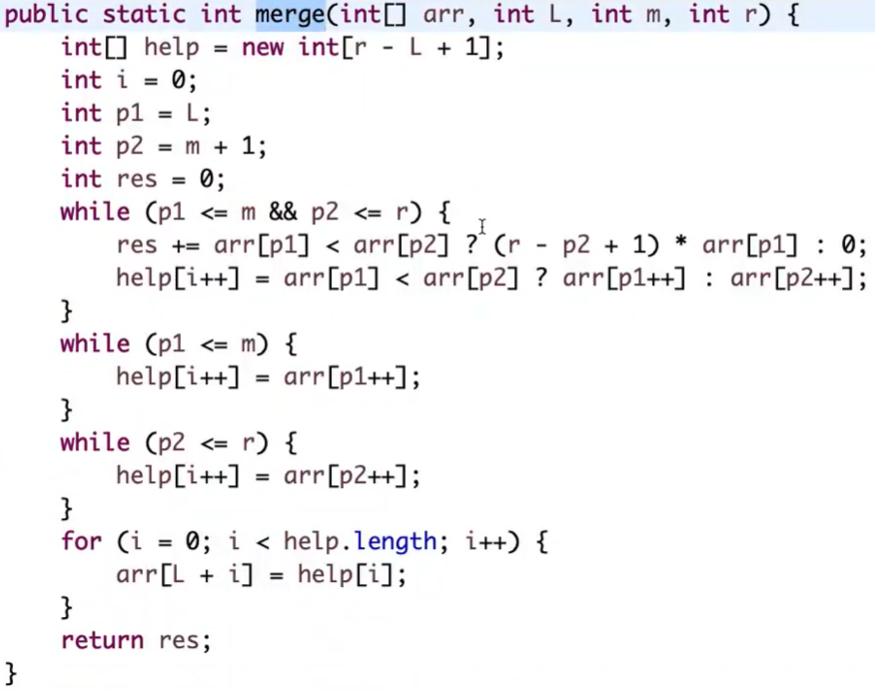 public static int merge(int[] arr, int L, int m, int r) {
    int[] help = new int[r - L + 1];
    int i = 0;
    int p1 = L;
    int p2 = m + 1;
    int res = 0;
    while (p1 <= m && p2 <= r) {
        res += arr[p1] < arr[p2] ? (r - p2 + 1) * arr[p1] : 0;
        help[i++] = arr[p1] < arr[p2] ? arr[p1++] : arr[p2++];
    }
    while (p1 <= m) {
        help[i++] = arr[p1++];
    }
    while (p2 <= r) {
        help[i++] = arr[p2++];
    }
    for (i = 0; i < help.length; i++) {
        arr[L + i] = help[i];
    }
    return res;
}